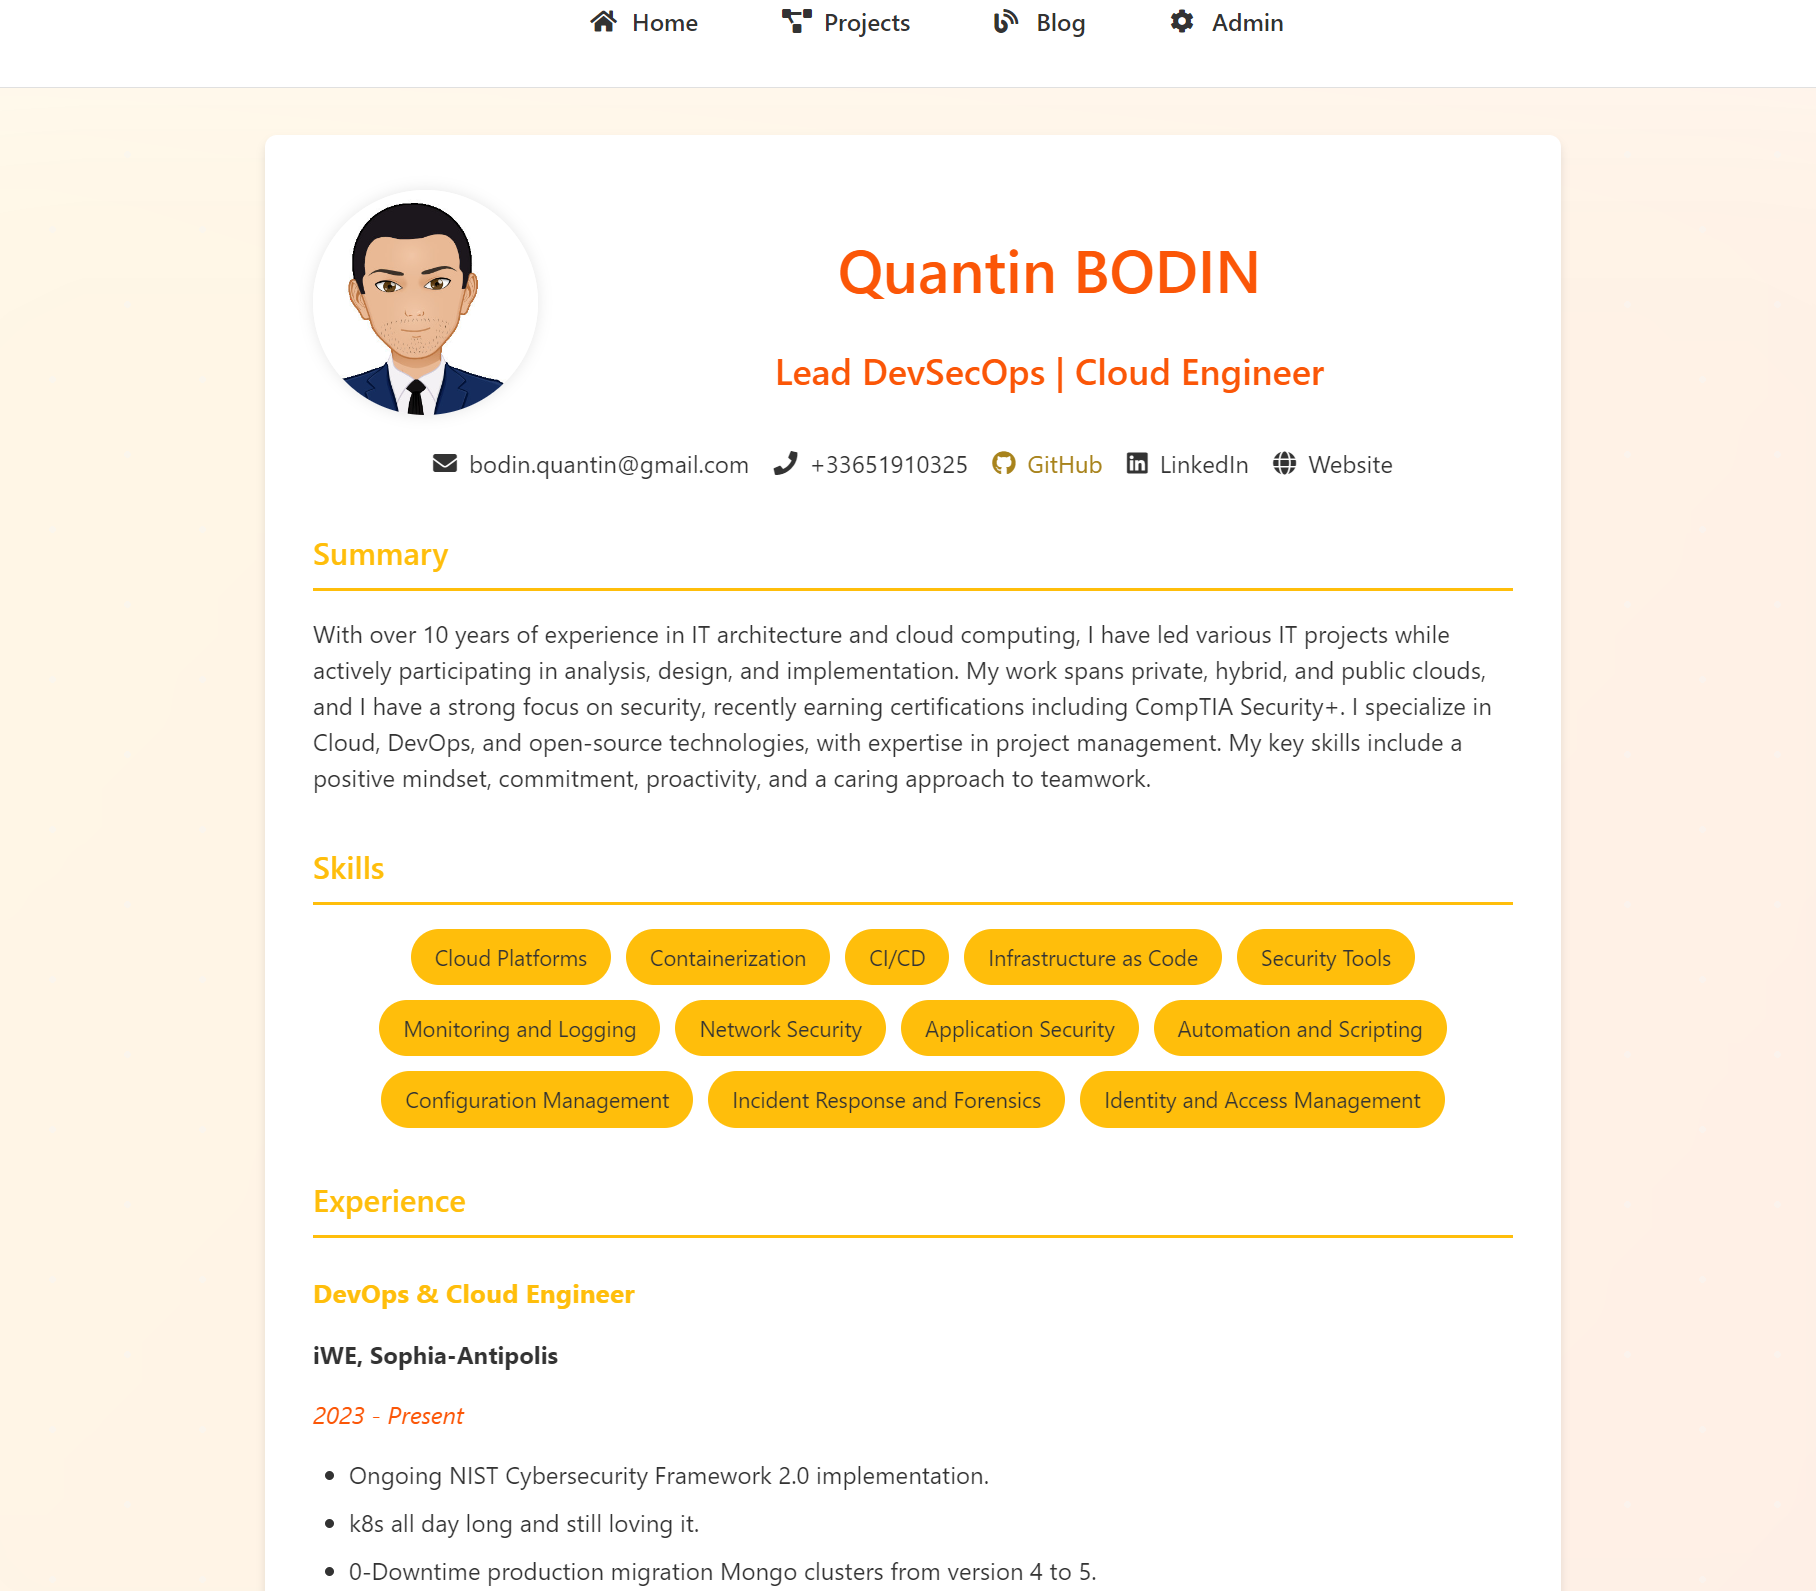 Home Projects Blog Admin
Quantin BODIN
Lead DevSecOps | Cloud Engineer
bodin.quantin@gmail.com +33651910325 GitHub LinkedIn Website
Summary
With over 10 years of experience in IT architecture and cloud computing, I have led various IT projects while
actively participating in analysis, design, and implementation. My work spans private, hybrid, and public clouds,
and I have a strong focus on security, recently earning certifications including CompTIA Security+. I specialize in
Cloud, DevOps, and open-source technologies, with expertise in project management. My key skills include a
positive mindset, commitment, proactivity, and a caring approach to teamwork.
Skills
Cloud Platforms Containerization CI/CD Infrastructure as Code Security Tools
Monitoring and Logging Network Security Application Security Automation and Scripting
Configuration Management Incident Response and Forensics Identity and Access Management
Experience
DevOps & Cloud Engineer
iWE, Sophia-Antipolis
2023 - Present
• Ongoing NIST Cybersecurity Framework 2.0 implementation.
• k8s all day long and still loving it.
• 0-Downtime production migration Mongo clusters from version 4 to 5.